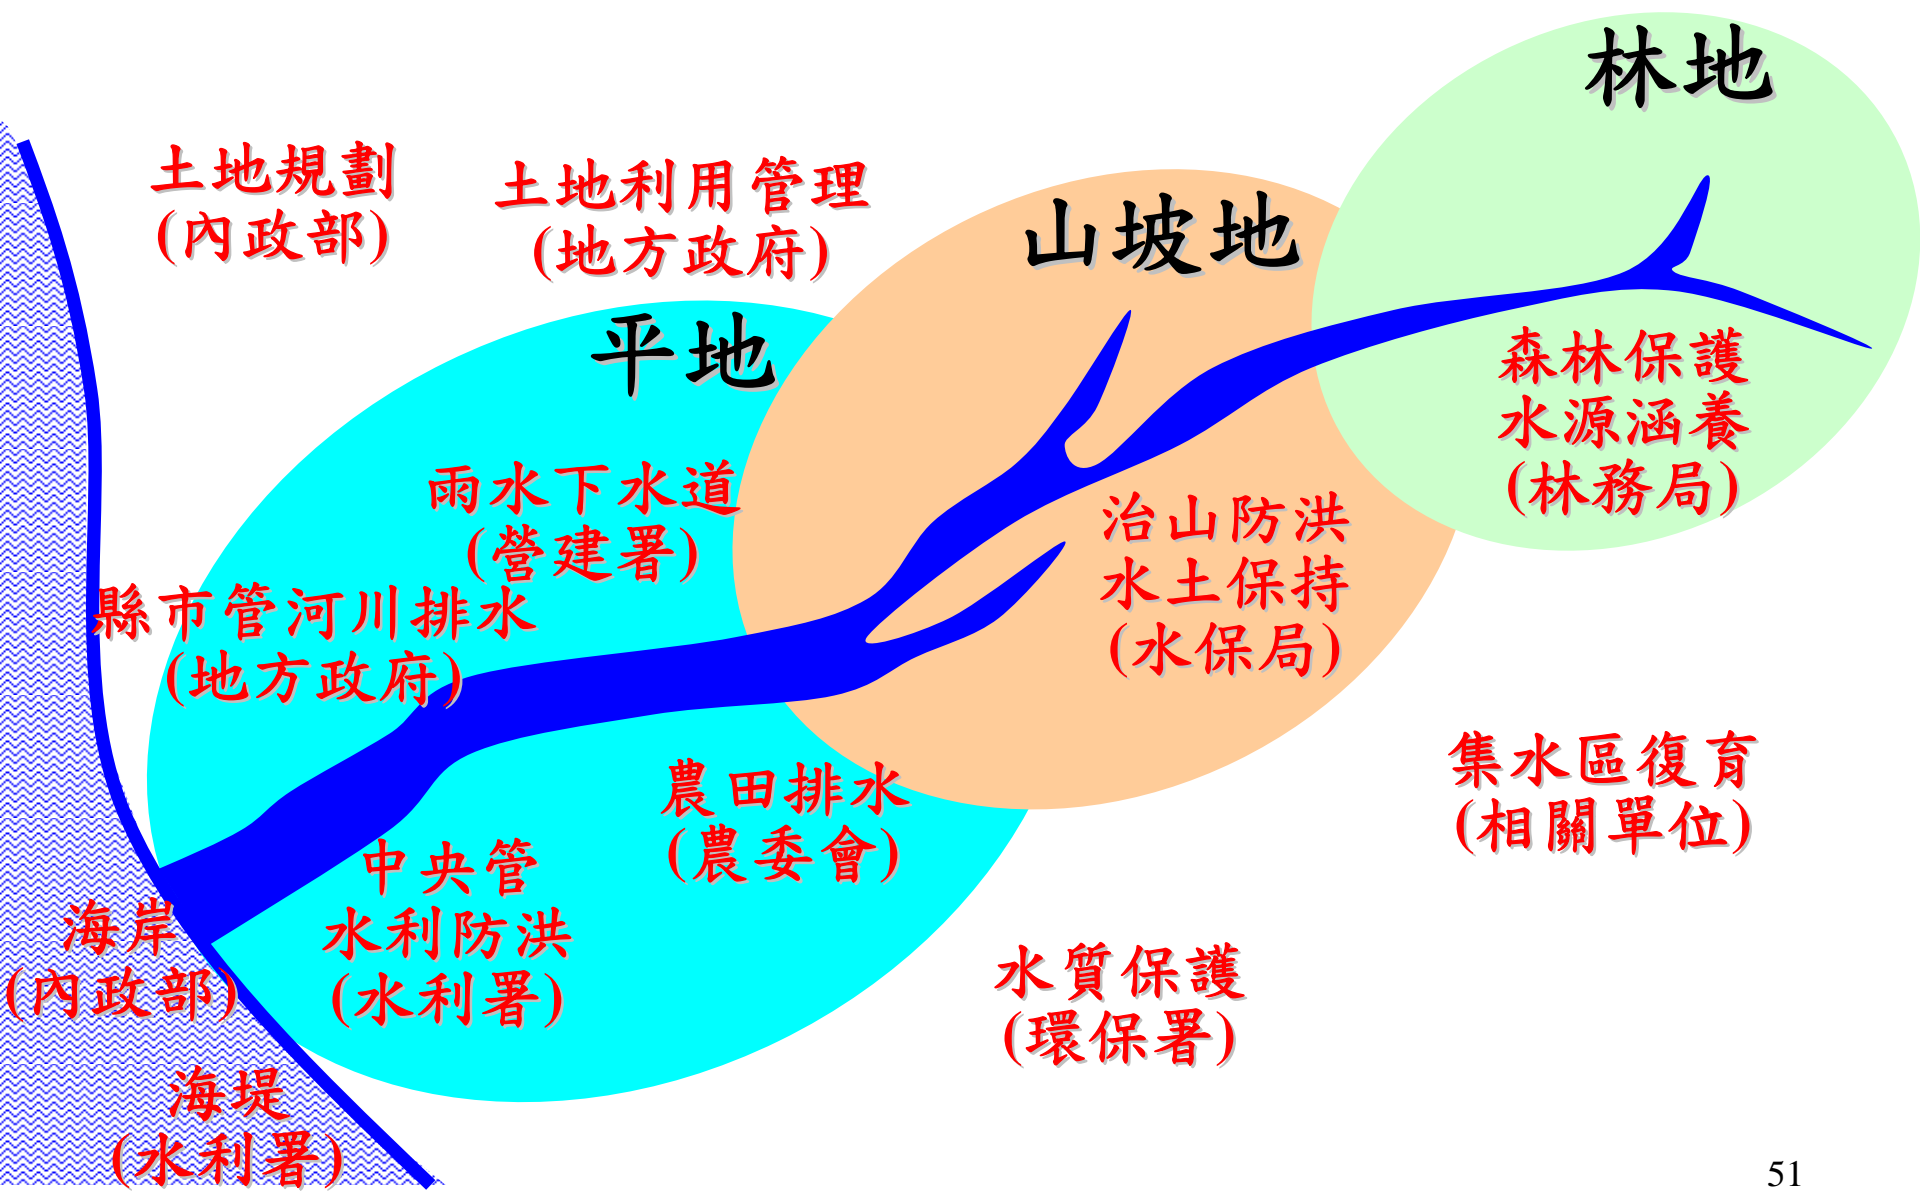 林地
土地規劃
(內政部)
土地利用管理
(地方政府)
山坡地
平地
森林保護
水源涵養
(林務局)
雨水下水道
(營建署)
治山防洪
水土保持
(水保局)
縣市管河川排水
(地方政府)
集水區復育
(相關單位)
農田排水
(農委會)
中央管
水利防洪
(水利署)
海岸
(內政部)
水質保護
(環保署)
海堤
(水利署)
51